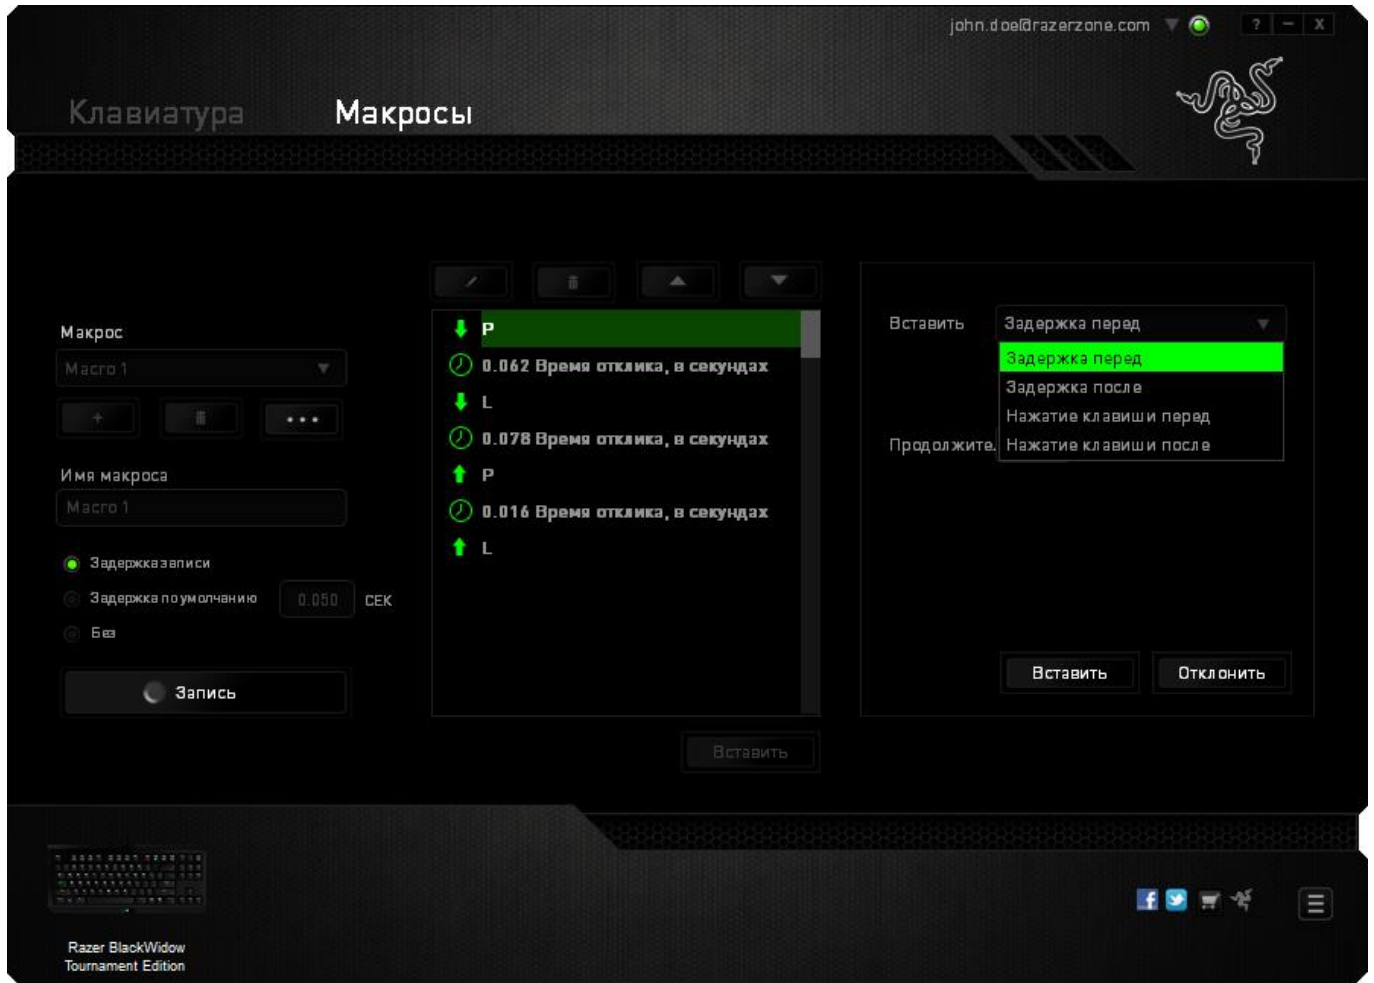 john.doe@razerzone.com
? – X
Клавиатура
Макросы
Макрос
Macro 1
+
...
Имя макроса
Macro 1
Задержка записи
Задержка по умолчанию 0.050 СЕК
Без
Запись
P
0.062 Время отклика, в секундах
L
0.078 Время отклика, в секундах
P
0.016 Время отклика, в секундах
L
Вставить
Вставить Задержка перед
Задержка перед
Задержка после
Нажатие клавиши перед
Продолжите. Нажатие клавиши после
Вставить Отклонить
Razer BlackWidow
Tournament Edition